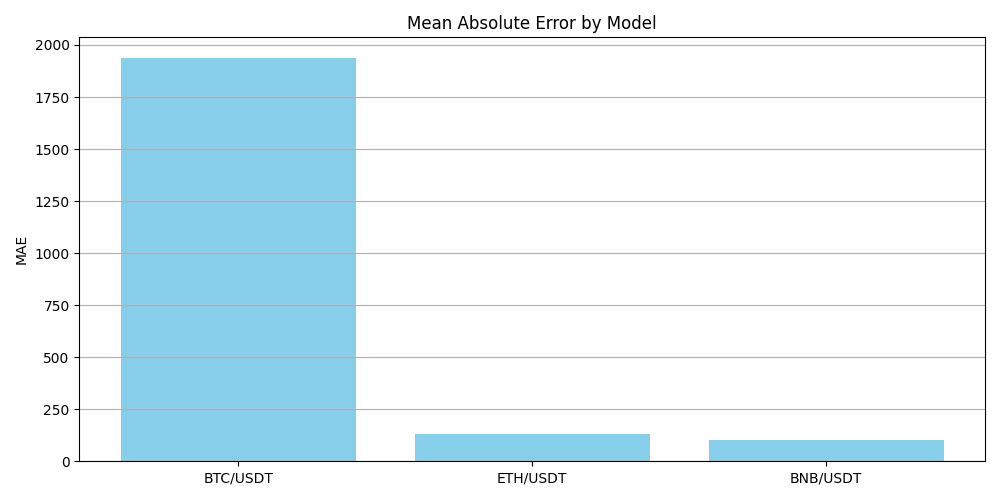 Mean Absolute Error by Model
2000
1750
1500
1250
1000
750
500
250
0
MAE
BTC/USDT
ETH/USDT
BNB/USDT